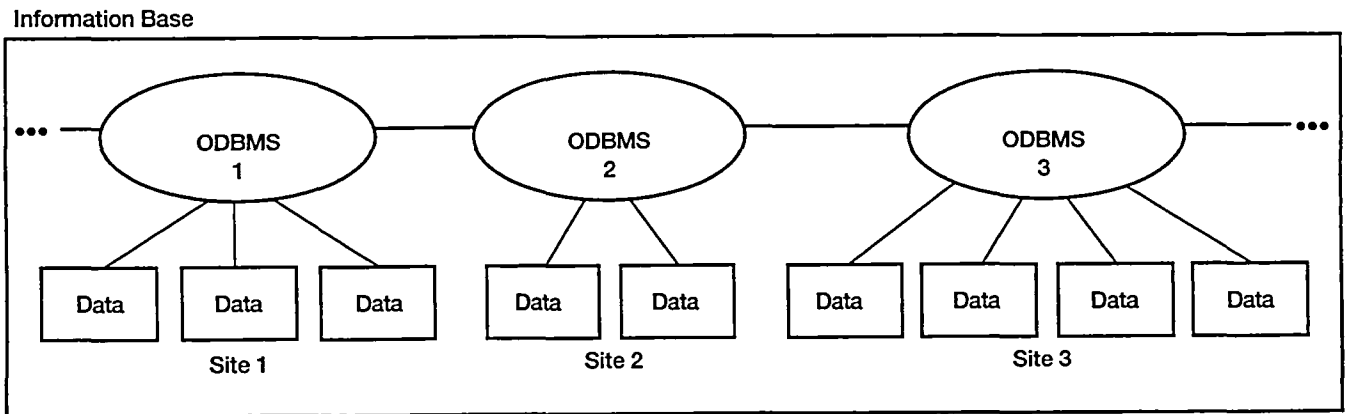 Information Base
••• •••
ODBMS
1
ODBMS
2
ODBMS
3
Data Data Data Data Data Data Data Data Data
Site 1 Site 2 Site 3